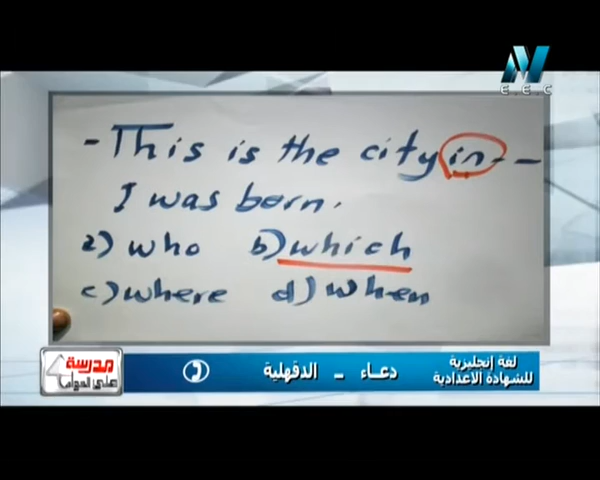 E.E.C
- This is the city in - -
I was born.
a) who b) which
c) where d) when
لغة إنجليزية
للشهادة الاعدادية
دعاء - الدقهلية
مدرسة
على الهواء